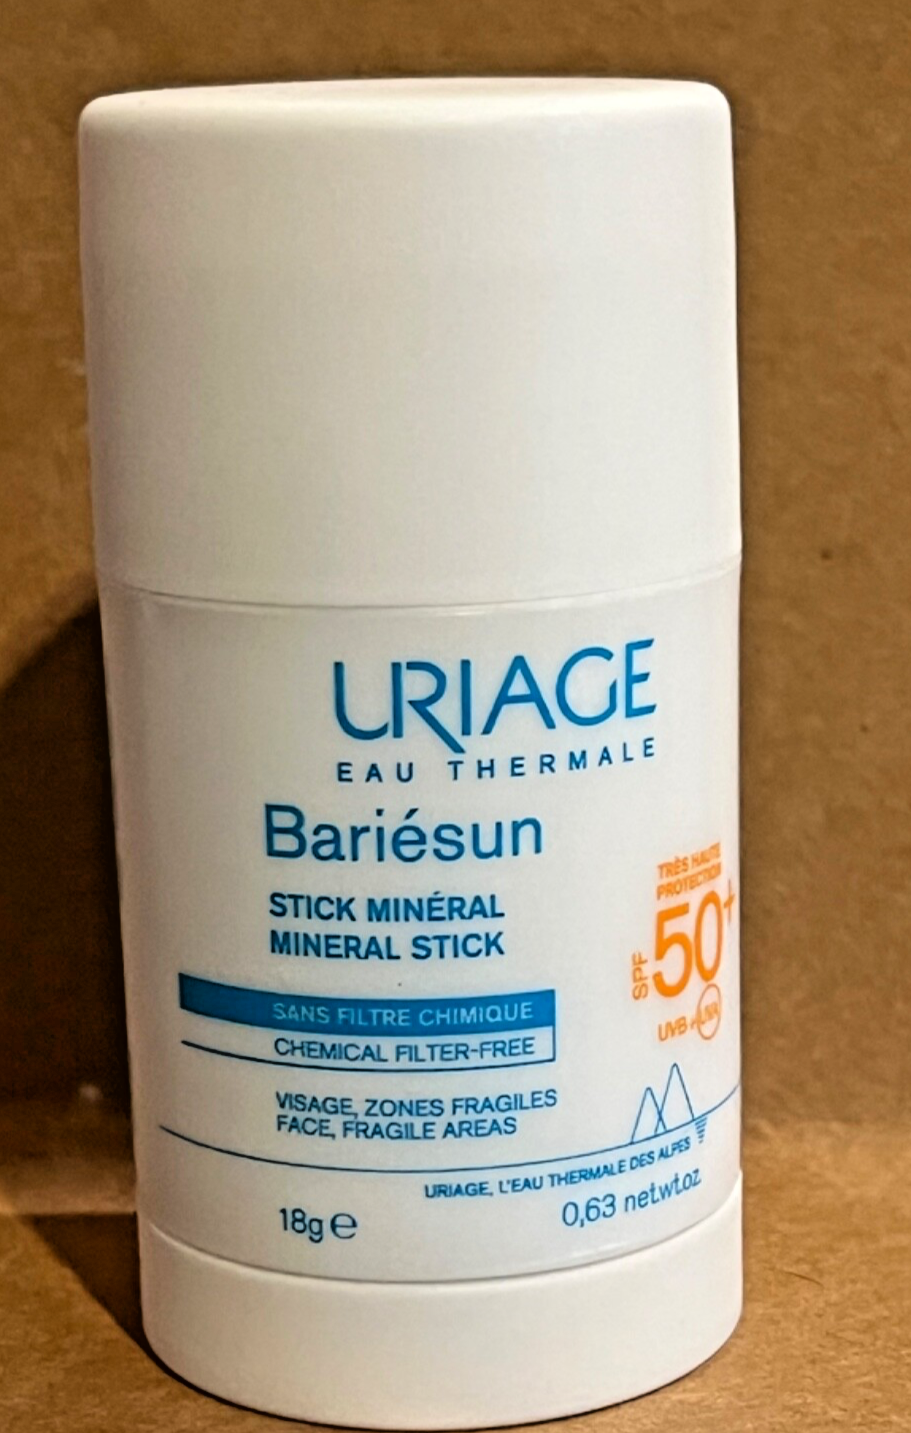 URIAGE
EAU THERMALE
Bariésun
STICK MINÉRAL
MINERAL STICK
SANS FILTRE CHIMIQUE
CHEMICAL FILTER-FREE
VISAGE, ZONES FRAGILES
FACE, FRAGILE AREAS
TRÈS HAUTE
PROTECTION
SPF 50+
UVB + UVA
URIAGE, L'EAU THERMALE DES ALPES
18g e
0,63 net.wt.oz